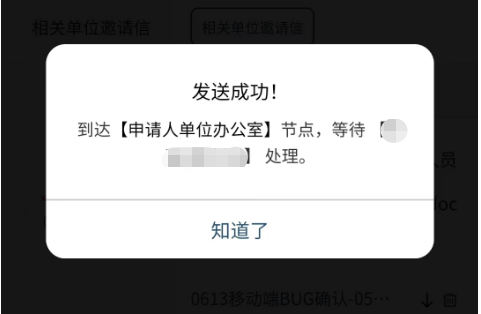 相关单位邀请信
相关单位邀请信
发送成功！
到达【申请人单位办公室】节点，等待【
】处理。
人员
doc
知道了
0613移动端BUG确认-05…